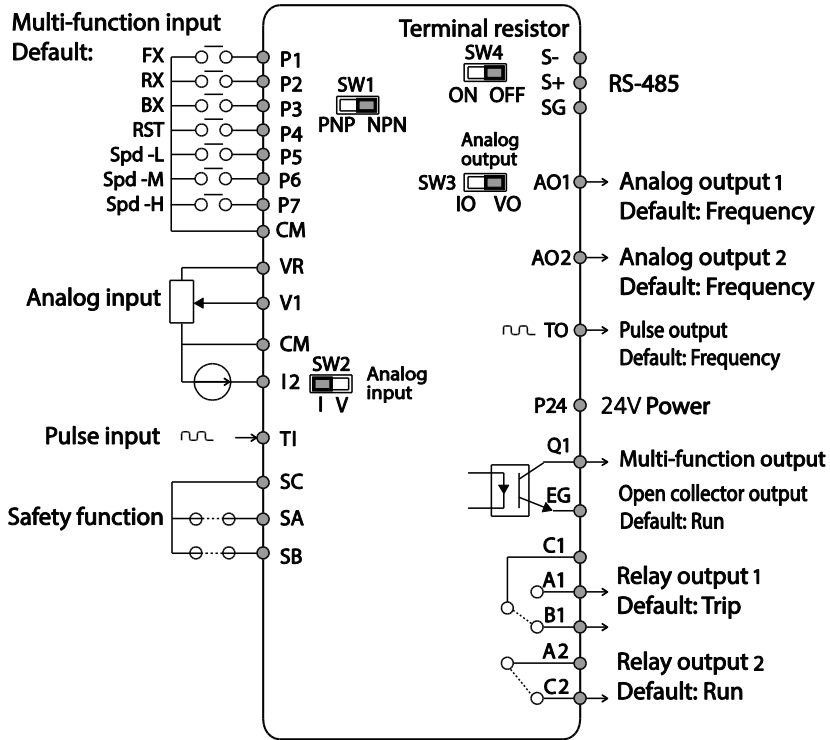 Multi-function input
Default:
FX
P1
RX
P2
BX
P3
RST
P4
Spd -L
P5
Spd -M
P6
Spd -H
P7
CM
VR
Analog input
V1
CM
I2
Pulse input
TI
SC
Safety function
SA
SB
SW1
PNP NPN
SW2
I V
Analog
input
Terminal resistor
SW4
ON OFF
S-
S+
SG
RS-485
Analog
output
SW3
IO VO
AO1
Analog output 1
Default: Frequency
AO2
Analog output 2
Default: Frequency
TO
Pulse output
Default: Frequency
P24
24V Power
Q1
Multi-function output
EG
Open collector output
Default: Run
C1
A1
Relay output 1
Default: Trip
B1
A2
Relay output 2
Default: Run
C2